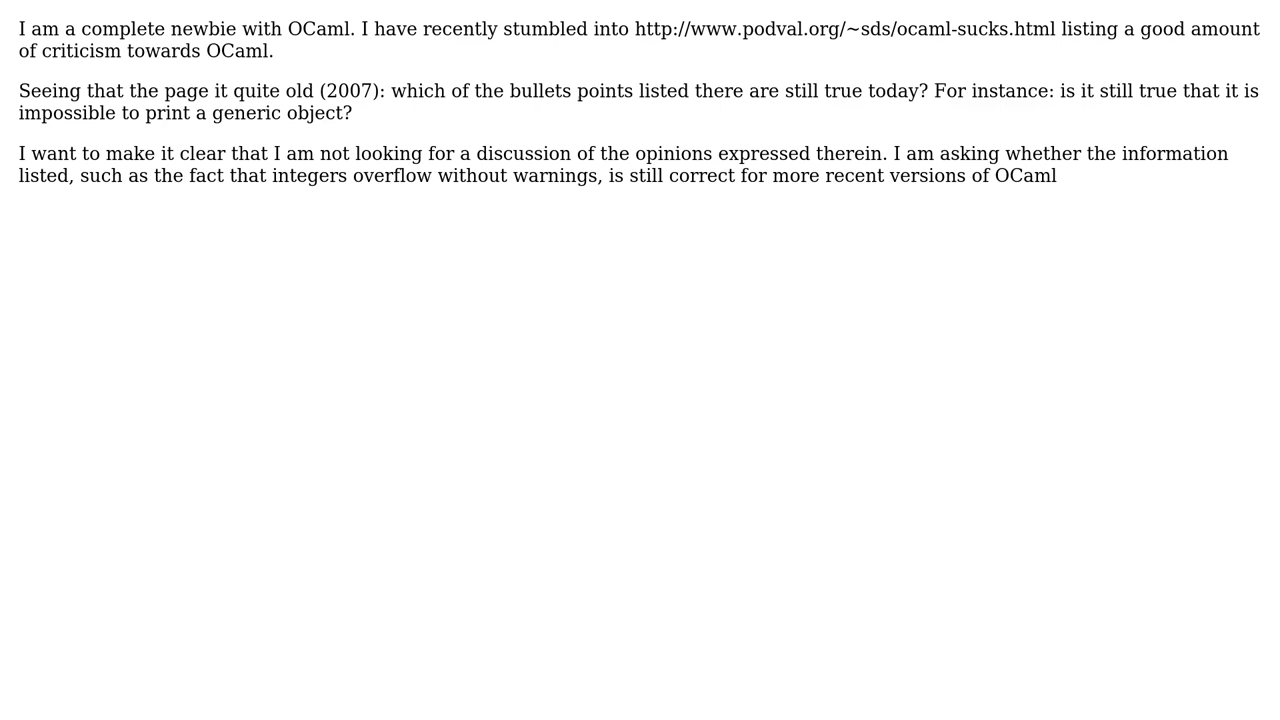 I am a complete newbie with OCaml. I have recently stumbled into http://www.podval.org/~sds/ocaml-sucks.html listing a good amount
of criticism towards OCaml.
Seeing that the page it quite old (2007): which of the bullets points listed there are still true today? For instance: is it still true that it is
impossible to print a generic object?
I want to make it clear that I am not looking for a discussion of the opinions expressed therein. I am asking whether the information
listed, such as the fact that integers overflow without warnings, is still correct for more recent versions of OCaml